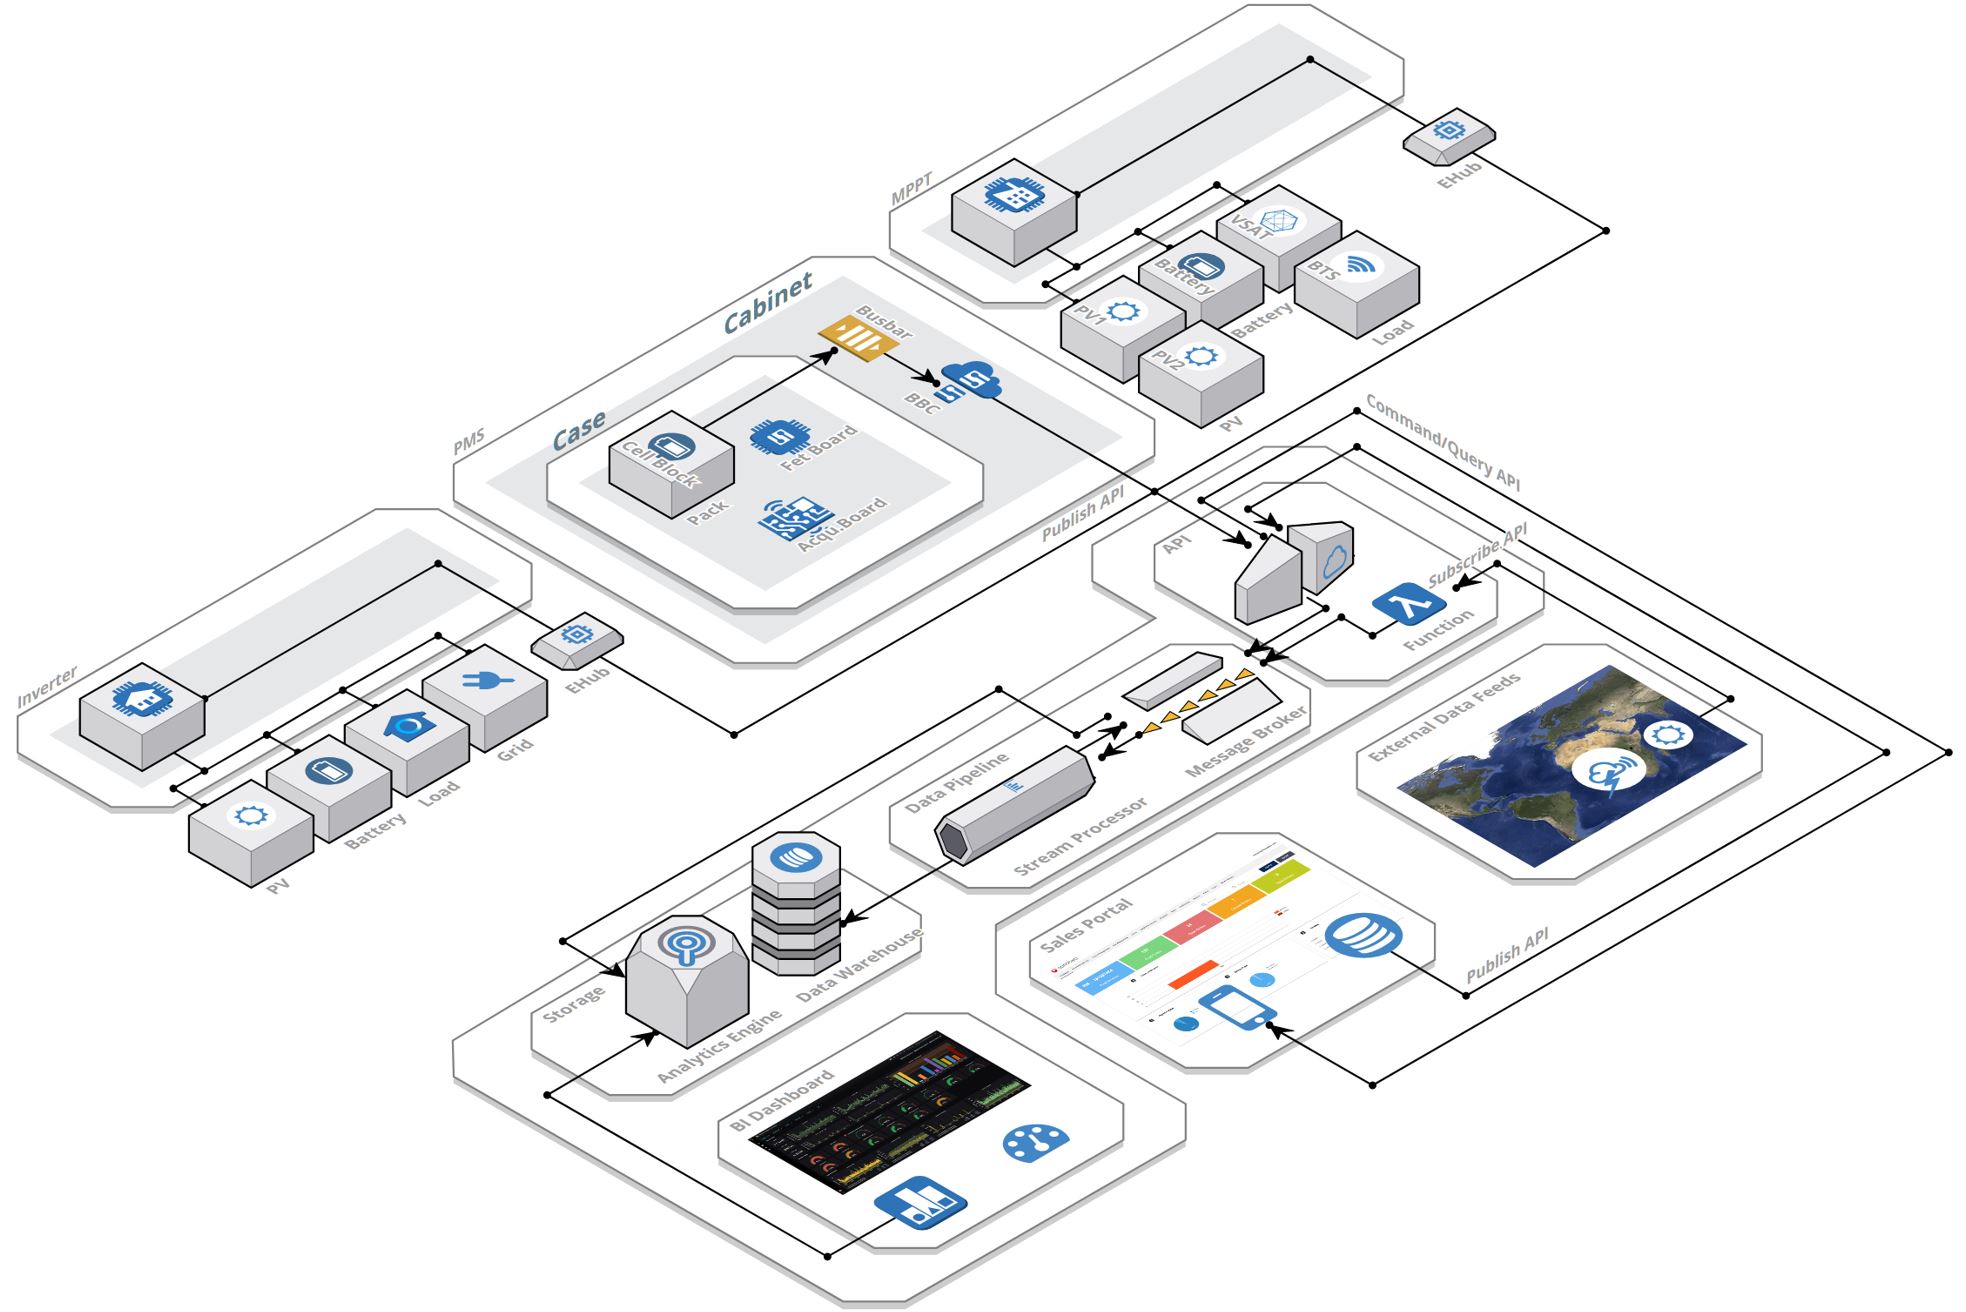 MPPT
EHub
VSAT
Battery
BTS
PV1
Battery
Load
PV2
PV
Cabinet
Busbar
BBC
PMS
Case
Cell Block
Fet Board
Pack
Acqu.Board
Command/Query API
Publish API
API
Subscribe API
Function
Inverter
EHub
Grid
Load
Battery
PV
External Data Feeds
Message Broker
Data Pipeline
Stream Processor
Sales Portal
Publish API
Storage
Data Warehouse
Analytics Engine
BI Dashboard